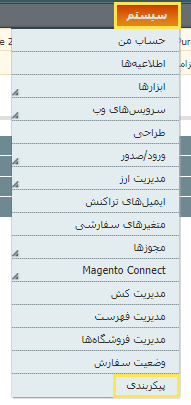 سیستم
حساب من
اطلاعیه‌ها
ابزارها
سرویس‌های وب
طراحی
ورود/صدور
مدیریت ارز
ایمیل‌های تراکنش
متغیرهای سفارشی
مجوزها
Magento Connect
مدیریت کش
مدیریت فهرست
مدیریت فروشگاه‌ها
وضعیت سفارش
پیکربندی